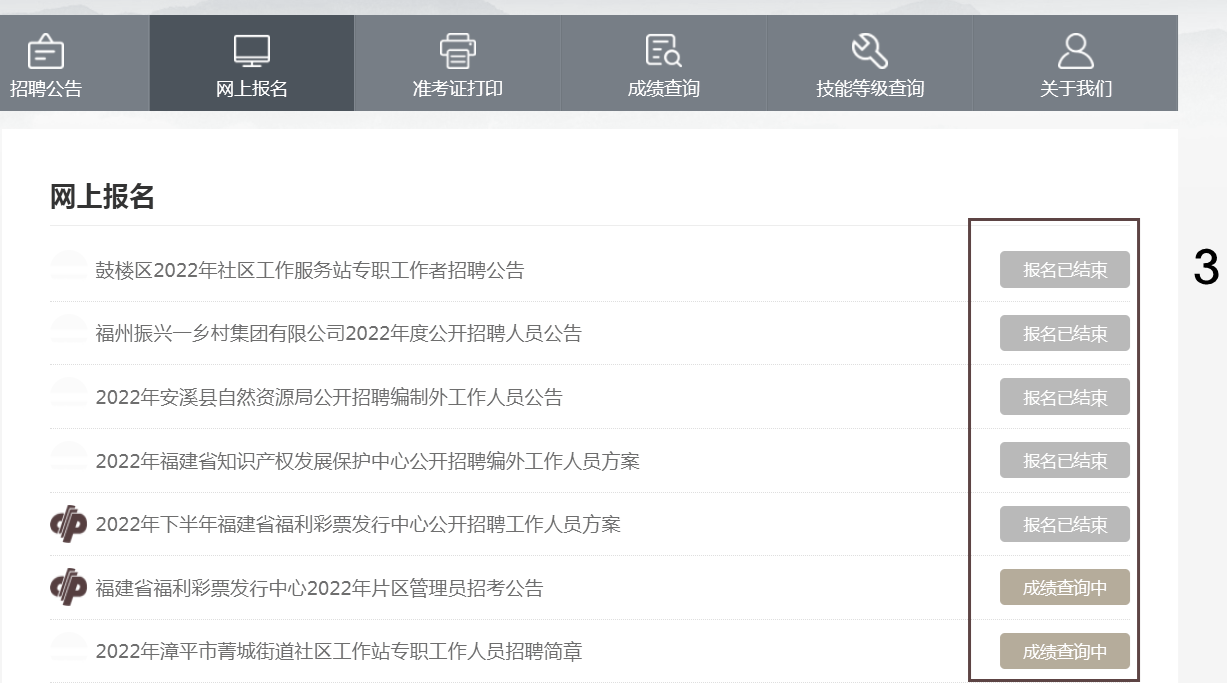 招聘公告
网上报名
准考证打印
成绩查询
技能等级查询
关于我们
网上报名
鼓楼区2022年社区工作服务站专职工作者招聘公告
报名已结束
3
福州振兴一乡村集团有限公司2022年度公开招聘人员公告
报名已结束
2022年安溪县自然资源局公开招聘编制外工作人员公告
报名已结束
2022年福建省知识产权发展保护中心公开招聘编外工作人员方案
报名已结束
2022年下半年福建省福利彩票发行中心公开招聘工作人员方案
报名已结束
福建省福利彩票发行中心2022年片区管理员招考公告
成绩查询中
2022年漳平市菁城街道社区工作站专职工作人员招聘简章
成绩查询中